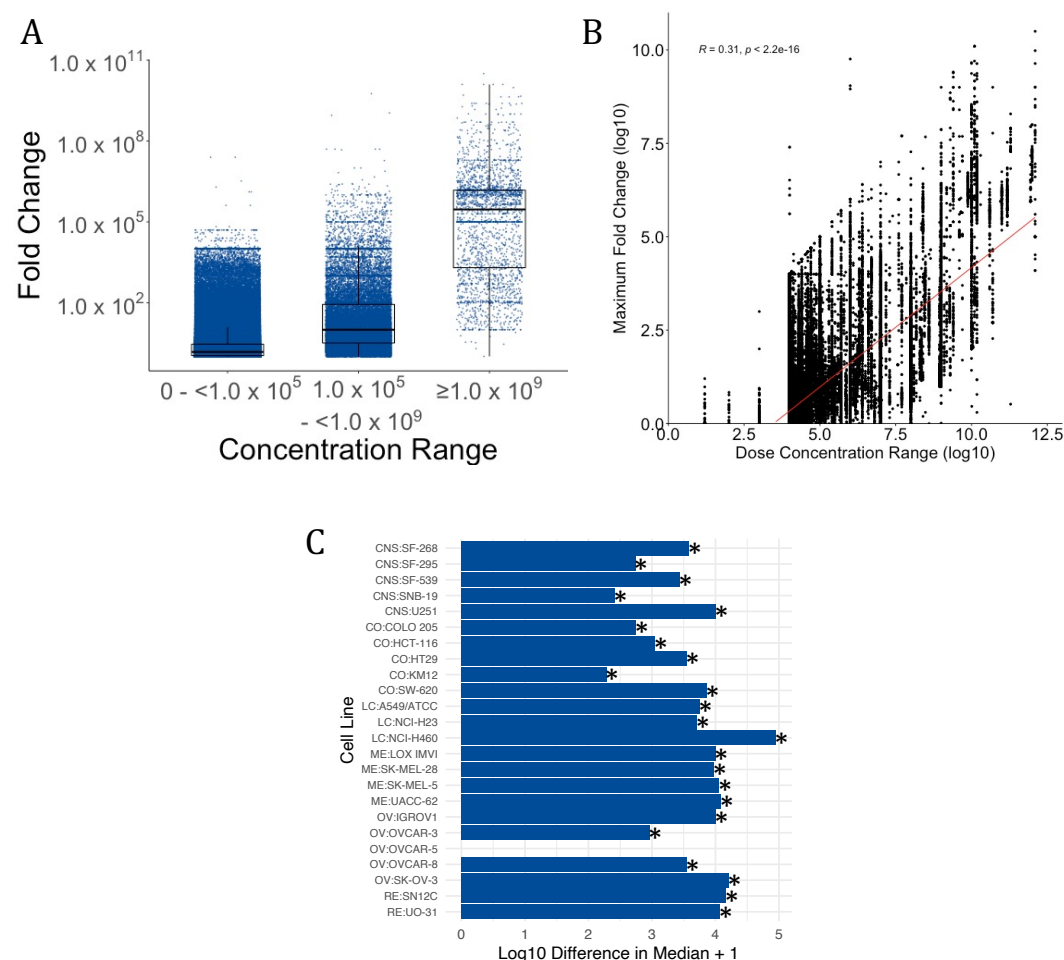 A
Fold Change
1.0 x 10¹¹
1.0 x 10⁸
1.0 x 10⁵
1.0 x 10²
0 - <1.0 x 10⁵
1.0 x 10⁵
- <1.0 x 10⁹
≥1.0 x 10⁹
Concentration Range
B
R = 0.31, p < 2.2e-16
Maximum Fold Change (log10)
10.0
7.5
5.0
2.5
0.0
0.0 2.5 5.0 7.5 10.0 12.5
Dose Concentration Range (log10)
C
Cell Line
CNS:SF-268 *
CNS:SF-295 *
CNS:SF-539 *
CNS:SNB-19 *
CNS:U251 *
CO:COLO 205 *
CO:HCT-116 *
CO:HT29 *
CO:KM12 *
CO:SW-620 *
LC:A549/ATCC *
LC:NCI-H23 *
LC:NCI-H460 *
ME:LOX IMVI *
ME:SK-MEL-28 *
ME:SK-MEL-5 *
ME:UACC-62 *
OV:IGROV1 *
OV:OVCAR-3 *
OV:OVCAR-5
OV:OVCAR-8 *
OV:SK-OV-3 *
RE:SN12C *
RE:UO-31 *
0 1 2 3 4 5
Log10 Difference in Median + 1